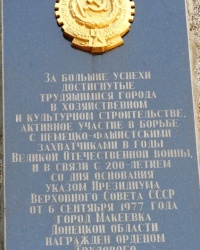 За большие успехи
достигнутые
трудящимися города
в хозяйственном
и культурном строительстве,
активное участие в борьбе
с немецко-фашистскими
захватчиками в годы
Великой Отечественной войны,
и в связи с 200-летием
со дня основания
указом Президиума
Верховного Совета СССР
от 6 сентября 1977 года
город Макеевка
Донецкой области
награжден орденом
Трудового